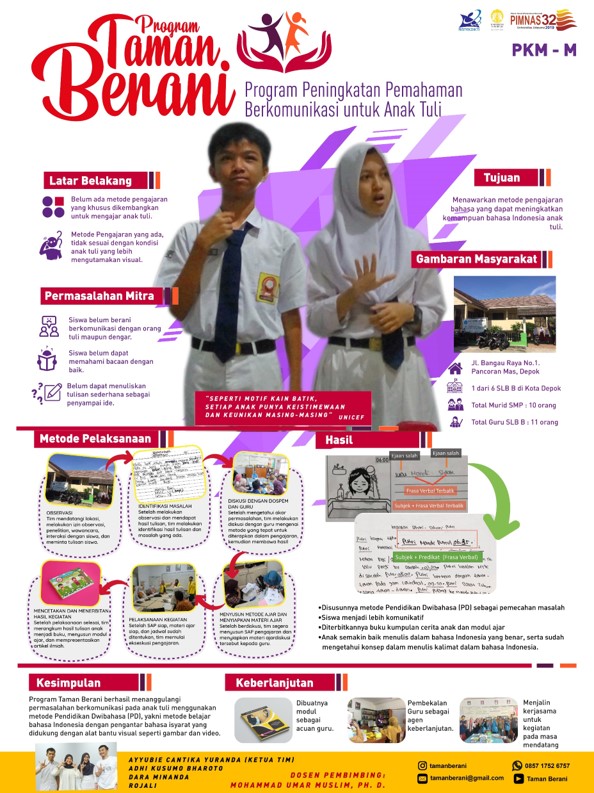 Program
Taman
Berani
PIMNAS 32
PKM - M
Program Peningkatan Pemahaman
Berkomunikasi untuk Anak Tuli
Latar Belakang
Belum ada metode pengajaran
yang khusus dikembangkan
untuk mengajar anak tuli.
Metode Pengajaran yang ada,
tidak sesuai dengan kondisi
anak tuli yang lebih
mengutamakan visual.
Permasalahan Mitra
Siswa belum berani
berkomunikasi dengan orang
tuli maupun dengar.
Siswa belum dapat
memahami bacaan dengan
baik.
Belum dapat menuliskan
tulisan sederhana sebagai
penyampai ide.
Tujuan
Menawarkan metode pengajaran
bahasa yang dapat meningkatkan
kemampuan bahasa Indonesia anak
tuli.
Gambaran Masyarakat
Jl. Bangau Raya No.1.
Pancoran Mas, Depok
1 dari 6 SLB B di Kota Depok
Total Murid SMP : 10 orang
Total Guru SLB B : 11 orang
"SEPERTI MOTIF KAIN BATIK,
SETIAP ANAK PUNYA KEISTIMEWAAN
DAN KEUNIKAN MASING-MASING" UNICEF
Metode Pelaksanaan
OBSERVASI
Tim mendatangi lokasi,
melakukan izin observasi,
penelitian, wawancara,
interaksi dengan siswa, dan
meminta tulisan siswa.
IDENTIFIKASI MASALAH
Setelah melakukan
observasi dan mendapat
hasil tulisan, tim melakukan
identifikasi hasil tulisan dan
masalah yang ada.
DISKUSI DENGAN DOSPEM
DAN GURU
Setelah mengetahui akar
permasalahan, tim melakukan
diskusi dengan guru mengenai
metode yang tepat untuk
diterapkan dalam pengajaran,
kemudian membawa hasil
MENCETAKAN DAN MENERBITKAN
HASIL KEGIATAN
Setelah pelaksanaan selesai, tim
merangkum hasil tulisan anak
menjadi buku, menyusun modul
ajar, dan mempresentasikan
artikel ilmiah.
PELAKSANAAN KEGIATAN
Setelah SAP siap, materi ajar
siap, dan jadwal sudah
ditentukan, tim memulai
eksekusi pengajaran.
MENYUSUN METODE AJAR DAN
MENYIAPKAN MATERI AJAR
Setelah berdiskusi, tim segera
menyusun SAP pengajaran dan
menyiapkan materi ajardiskusi
tersebut kepada guru.
Hasil
Ejaan salah
Ejaan salah
Frasa Verbal Terbalik
Subjek + Frasa Verbal Terbalik
Subjek + Predikat (Frasa Verbal)
•Disusunnya metode Pendidikan Dwibahasa (PD) sebagai pemecahan masalah
•Siswa menjadi lebih komunikatif
•Diterbitkannya buku kumpulan cerita anak dan modul ajar
•Anak semakin baik menulis dalam bahasa Indonesia yang benar, serta sudah
mengetahui konsep dalam menulis kalimat dalam bahasa Indonesia.
Kesimpulan
Program Taman Berani berhasil menanggulangi
permasalahan berkomunikasi pada anak tuli menggunakan
metode Pendidikan Dwibahasa (PD), yakni metode belajar
bahasa Indonesia dengan pengantar bahasa isyarat yang
didukung dengan alat bantu visual seperti gambar dan video.
Keberlanjutan
Dibuatnya
modul
sebagai
acuan guru.
Pembekalan
Guru sebagai
agen
keberlanjutan.
Menjalin
kerjasama
untuk
kegiatan
pada masa
mendatang
AYYUBIE CANTIKA YURANDA (KETUA TIM)
ADHI KUSUMO BHAROTO
DARA MINANDA
ROJALI
DOSEN PEMBIMBING:
MOHAMMAD UMAR MUSLIM, PH. D.
tamanberani
0857 1752 6757
tamanberani@gmail.com
Taman Berani